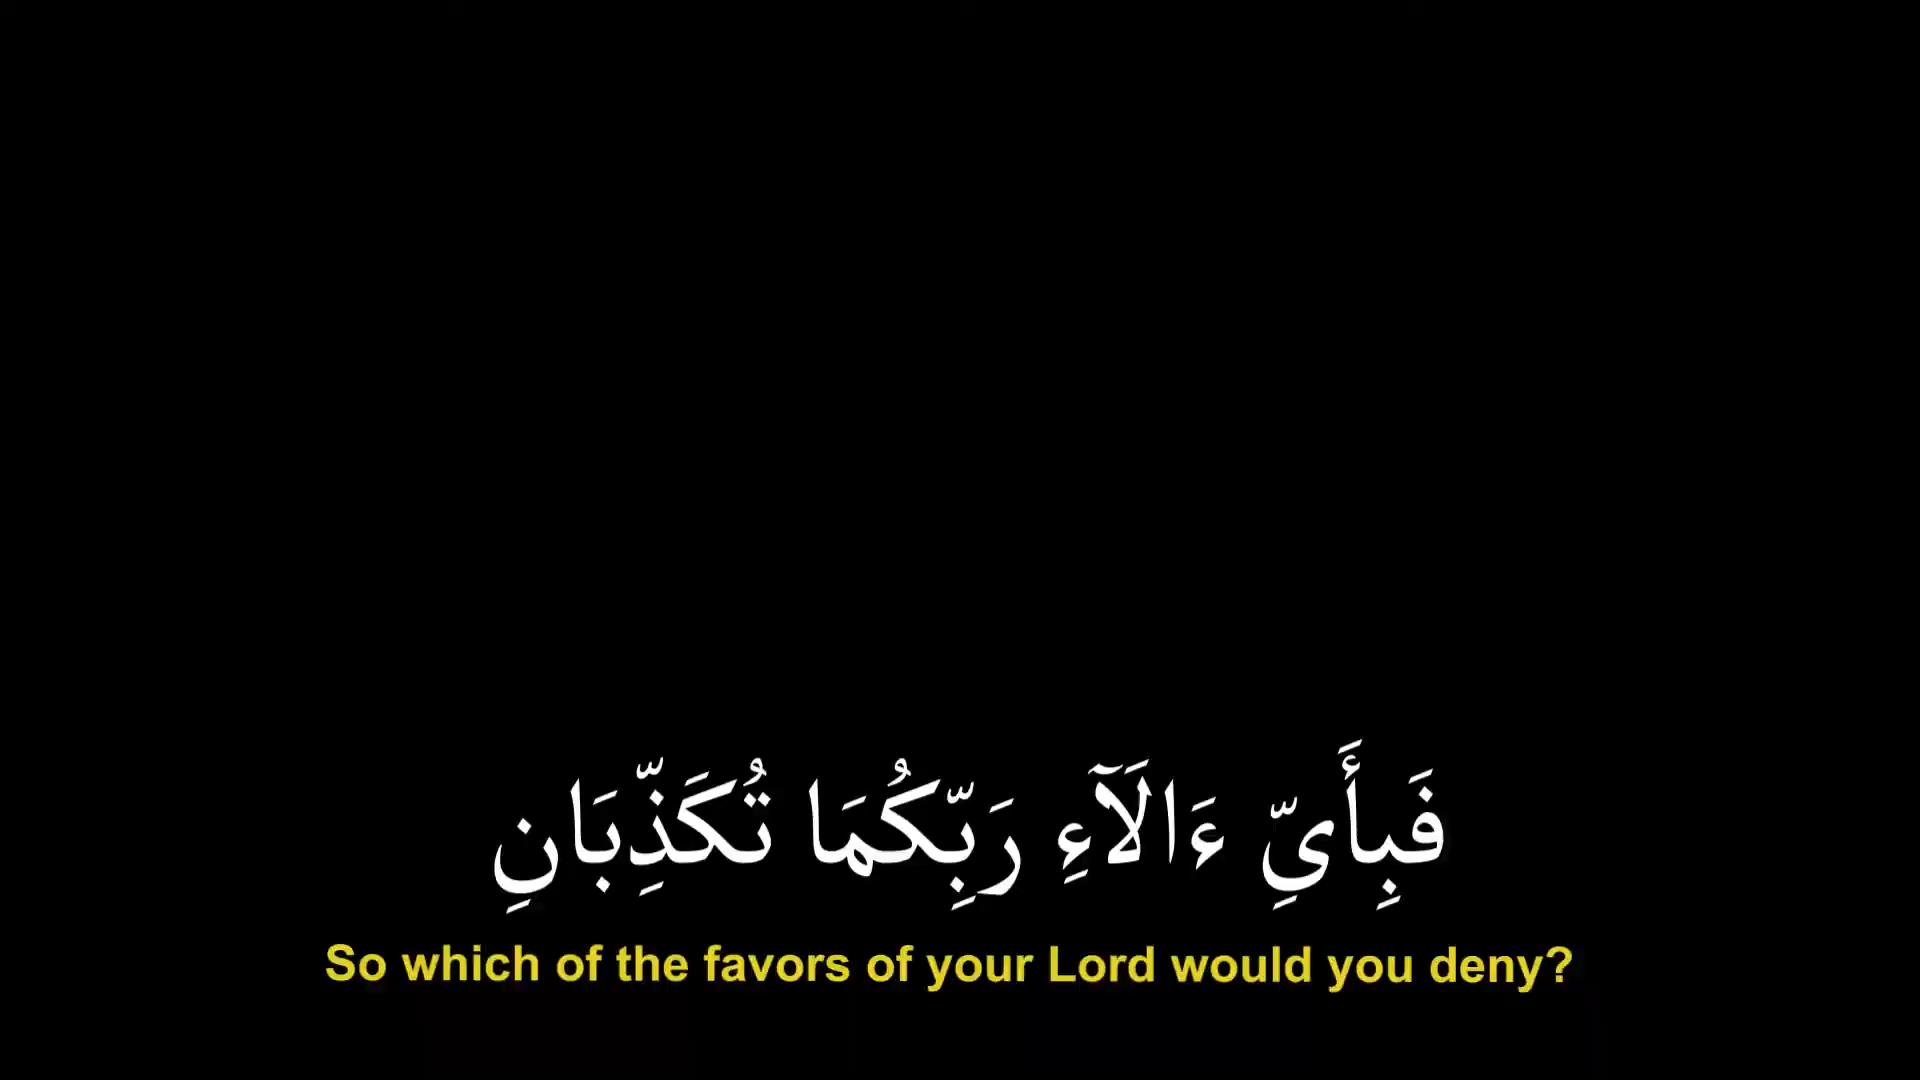 فَبِأَيِّ ءَالَآءِ رَبِّكُمَا تُكَذِّبَانِ
So which of the favors of your Lord would you deny?